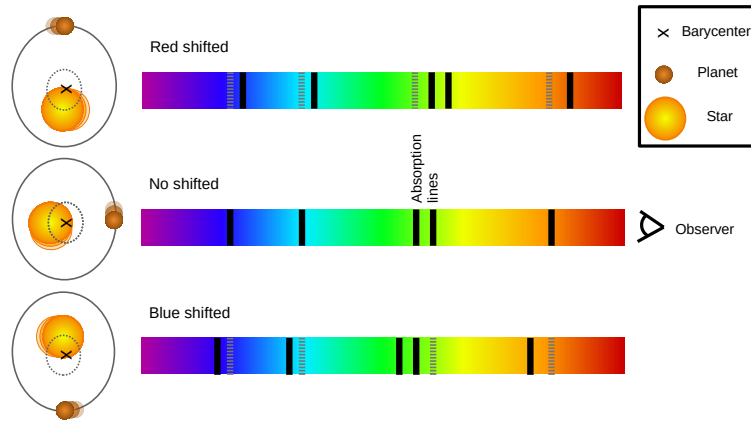 Red shifted
Barycenter
Planet
Star
No shifted
Absorption
lines
Observer
Blue shifted